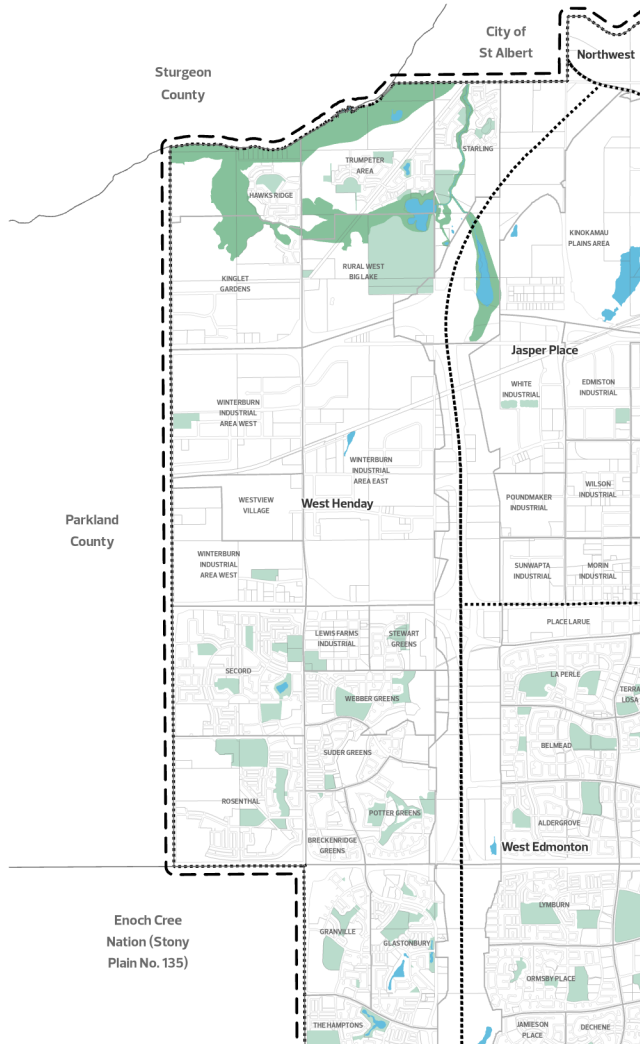 City of
St Albert
Northwest
Sturgeon
County
STARLING
TRUMPETER
AREA
HAWKS RIDGE
KINOKAMAU
PLAINS AREA
RURAL WEST
BIG LAKE
KINGLET
GARDENS
Jasper Place
WHITE
INDUSTRIAL
EDMISTON
INDUSTRIAL
WINTERBURN
INDUSTRIAL
AREA WEST
WINTERBURN
INDUSTRIAL
AREA EAST
WILSON
INDUSTRIAL
WESTVIEW
VILLAGE
West Henday
POUNDMAKER
INDUSTRIAL
Parkland
County
WINTERBURN
INDUSTRIAL
AREA WEST
SUNWAPTA
INDUSTRIAL
MORIN
INDUSTRIAL
PLACE LARUE
LEWIS FARMS
INDUSTRIAL
STEWART
GREENS
SECORD
LA PERLE
TERRA
LOSA
WEBBER GREENS
SUDER GREENS
BELMEAD
ROSENTHAL
POTTER GREENS
ALDERGROVE
BRECKENRIDGE
GREENS
West Edmonton
Enoch Cree
Nation (Stony
Plain No. 135)
LYMBURN
GRANVILLE
GLASTONBURY
ORMSBY PLACE
THE HAMPTONS
JAMIESON
PLACE
DECHENE